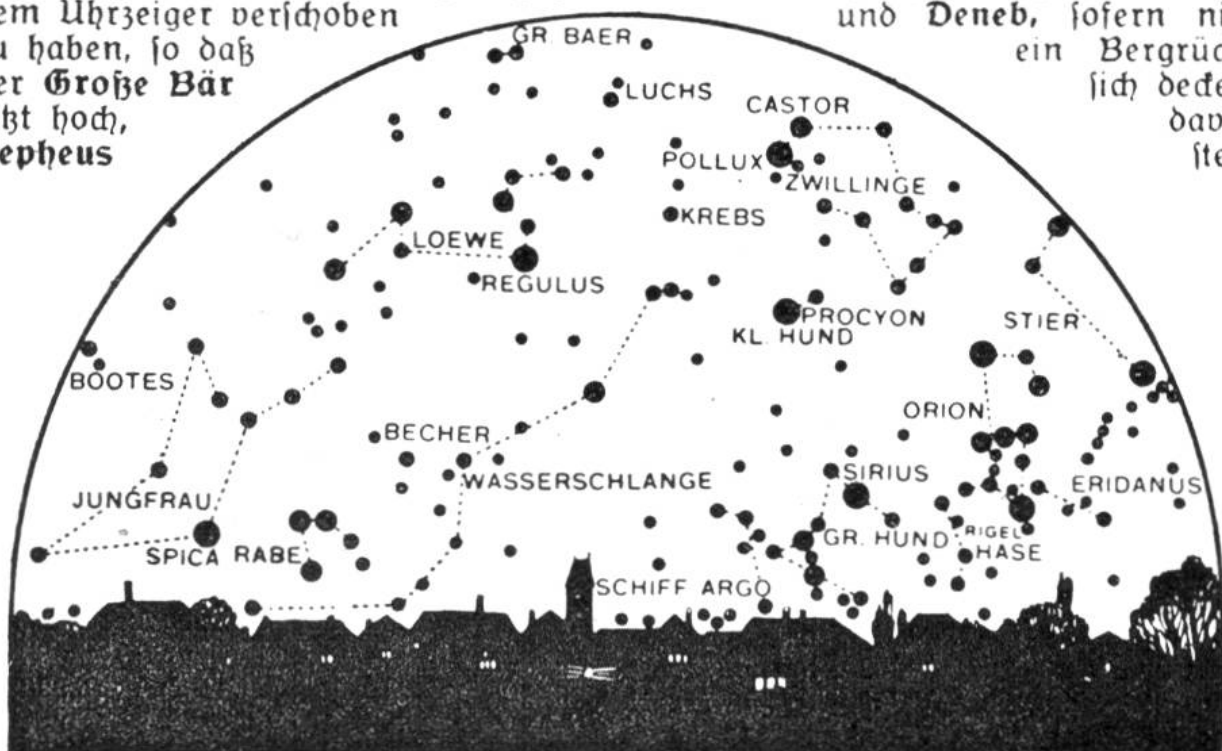 em Uhrzeiger verschoben
u haben, so daß
er Große Bär
tzt hoch,
epheus
und Deneb, sofern ni
ein Bergrüc
sich decke
dav
ste
GR. BAER
LUCHS
CASTOR
POLLUX
ZWILLINGE
KREBS
LOEWE
REGULUS
PROCYON
KL. HUND
STIER
BOOTES
ORION
BECHER
SIRIUS
WASSERSCHLANGE
ERIDANUS
JUNGFRAU
SPICA RABE
GR. HUND
RIGEL
HASE
SCHIFF ARGO